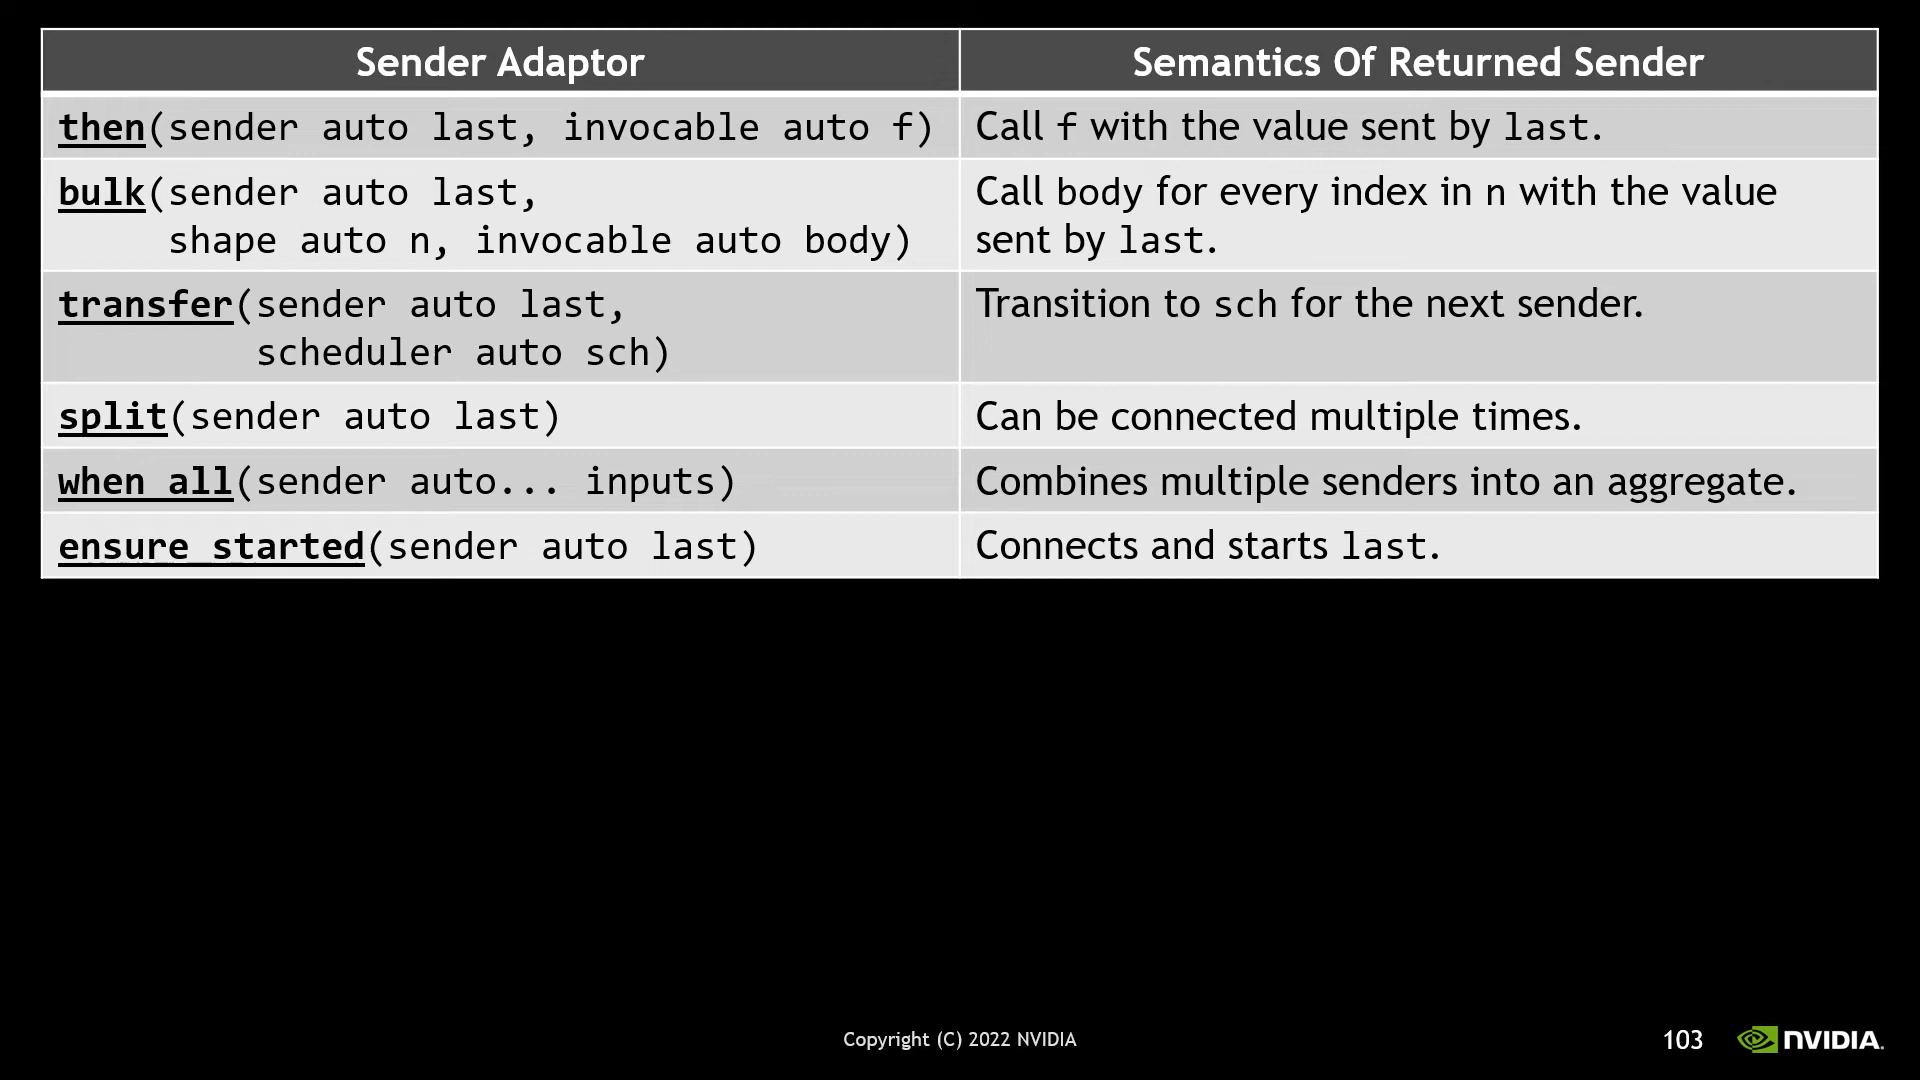 Sender Adaptor
Semantics Of Returned Sender
then(sender auto last, invocable auto f)
Call f with the value sent by last.
bulk(sender auto last,
shape auto n, invocable auto body)
Call body for every index in n with the value
sent by last.
transfer(sender auto last,
scheduler auto sch)
Transition to sch for the next sender.
split(sender auto last)
Can be connected multiple times.
when_all(sender auto... inputs)
Combines multiple senders into an aggregate.
ensure_started(sender auto last)
Connects and starts last.
Copyright (C) 2022 NVIDIA
103
NVIDIA.